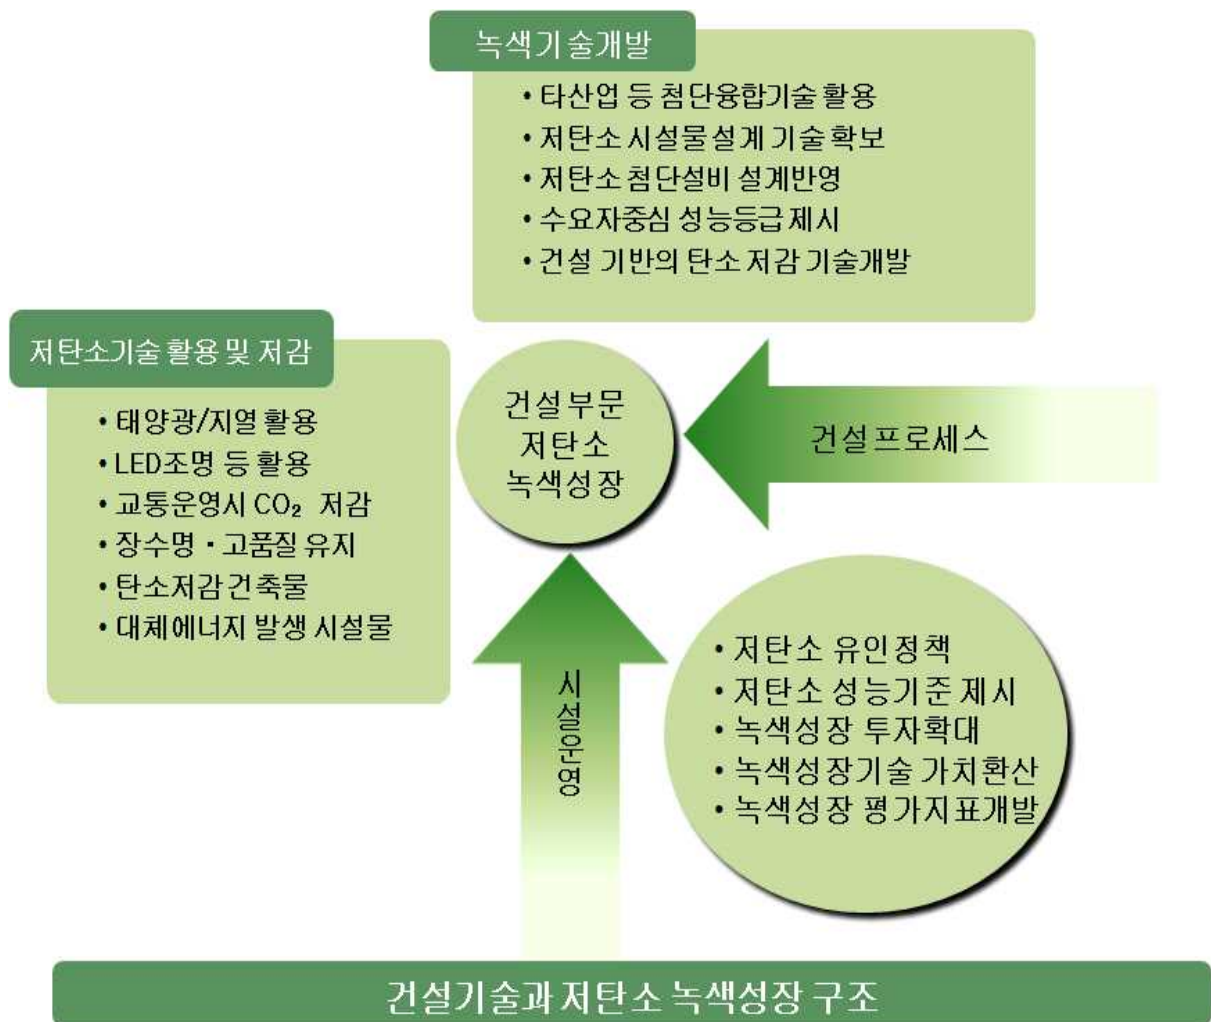 녹색기술개발
• 타산업 등 첨단융합기술 활용
• 저탄소 시설물설계 기술 확보
• 저탄소 첨단설비 설계반영
• 수요자중심 성능등급 제시
• 건설 기반의 탄소 저감 기술개발
저탄소기술 활용 및 저감
• 태양광/지열 활용
• LED조명 등 활용
• 교통운영시 CO₂ 저감
• 장수명・고품질 유지
• 탄소저감 건축물
• 대체에너지 발생 시설물
건설부문
저탄소
녹색성장
건설프로세스
시설운영
• 저탄소 유인정책
• 저탄소 성능기준 제시
• 녹색성장 투자확대
• 녹색성장기술 가치환산
• 녹색성장 평가지표개발
건설기술과 저탄소 녹색성장 구조